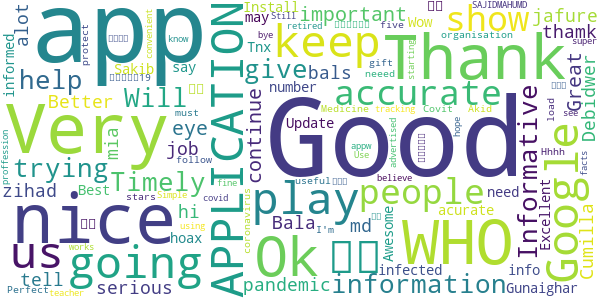 app
Very
nice
going
us
Timely
trying
Will
help
alot
informed
Better
Sakib
say
mia
eye
job
zihad
Best
hi
stars
hoax
tell
serious
Perfect
teacher
works
fine
using
Simple
covid
follow
must
proffession
protect
convenient
know
APPLICATION
Good
Thank
keep
show
WHO
Google
play
people
Ok
accurate
information
Informative
important
give
bals
Install
may
Wow
five
retired
Still
bye
Tnx
gift
neeed
starting
organisation
SAJIDMAHUMD
jafure
thamk
super
Great
Debidwer
see
load
hope
number
continue
Update
Medicine
tracking
Covit
Akid
appw
Use
advertised
useful
believe
I'm
coronavirus
Bala
md
Awesome
acurate
need
pandemic
infected
info
Gunaighar
Excellent
Cumilla
facts
Hhhh